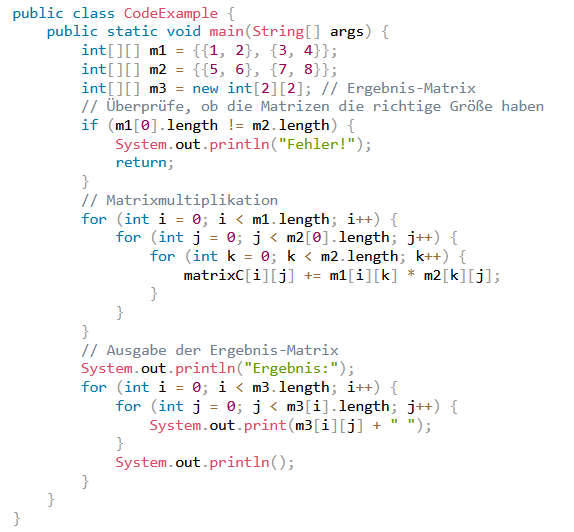 public class CodeExample {
    public static void main(String[] args) {
        int[][] m1 = {{1, 2}, {3, 4}};
        int[][] m2 = {{5, 6}, {7, 8}};
        int[][] m3 = new int[2][2]; // Ergebnis-Matrix
        // Überprüfe, ob die Matrizen die richtige Größe haben
        if (m1[0].length != m2.length) {
            System.out.println("Fehler!");
            return;
        }
        // Matrixmultiplikation
        for (int i = 0; i < m1.length; i++) {
            for (int j = 0; j < m2[0].length; j++) {
                for (int k = 0; k < m2.length; k++) {
                    matrixC[i][j] += m1[i][k] * m2[k][j];
                }
            }
        }
        // Ausgabe der Ergebnis-Matrix
        System.out.println("Ergebnis:");
        for (int i = 0; i < m3.length; i++) {
            for (int j = 0; j < m3[i].length; j++) {
                System.out.print(m3[i][j] + " ");
            }
            System.out.println();
        }
    }
}